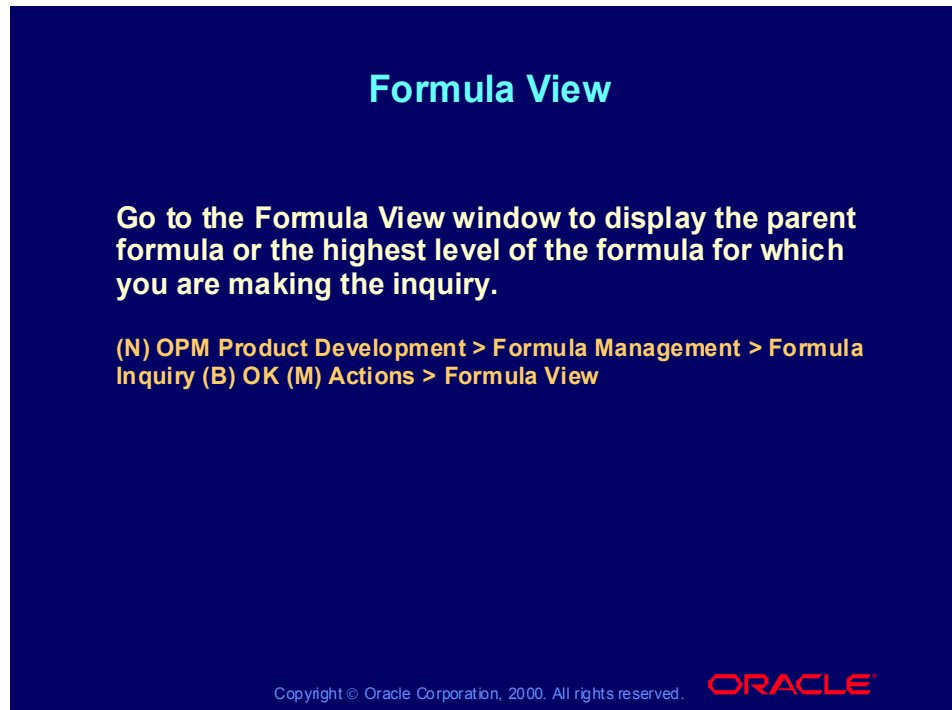 Formula View
Go to the Formula View window to display the parent
formula or the highest level of the formula for which
you are making the inquiry.
(N) OPM Product Development > Formula Management > Formula
Inquiry (B) OK (M) Actions > Formula View
Copyright © Oracle Corporation, 2000. All rights reserved.
ORACLE